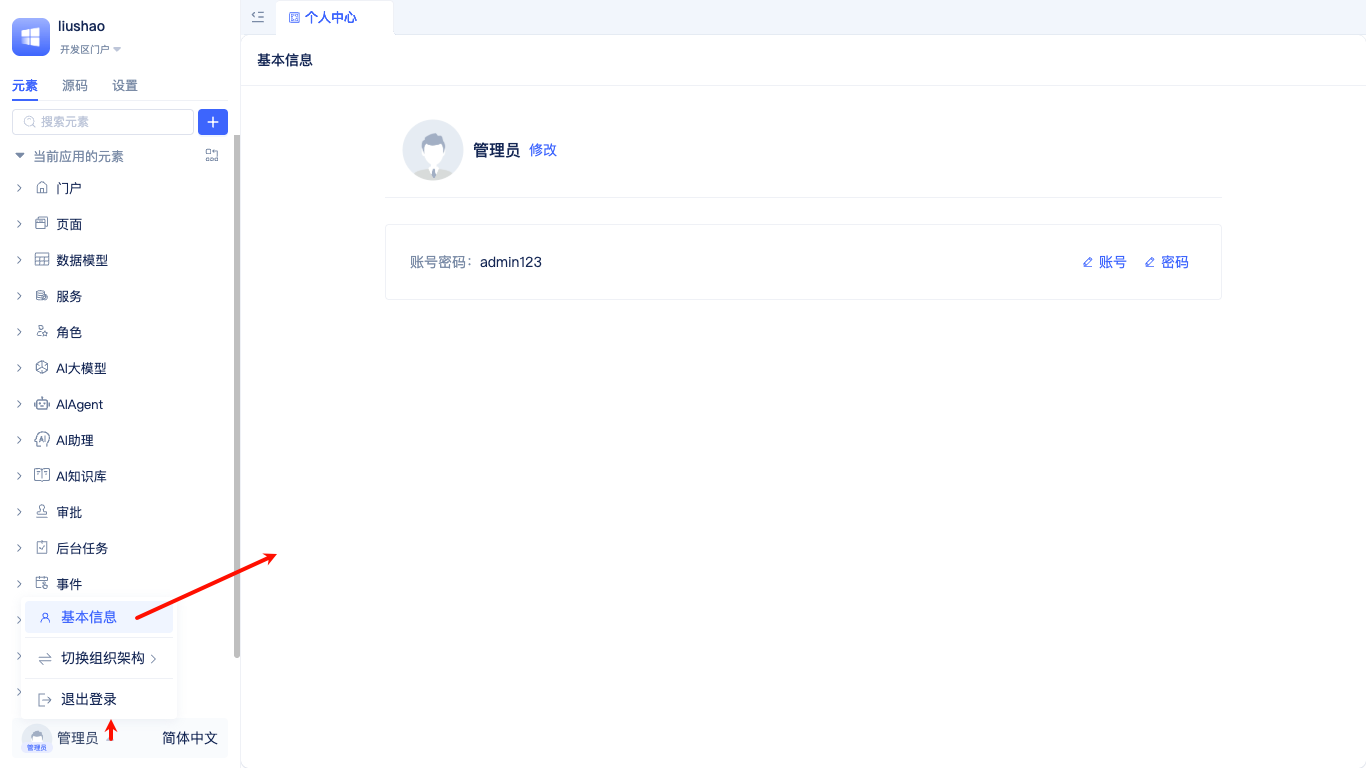 liushao
开发区门户
元素 源码 设置
搜索元素
当前应用的元素
门户
页面
数据模型
服务
角色
AI大模型
AIAgent
AI助理
AI知识库
审批
后台任务
事件
基本信息
切换组织架构
退出登录
管理员
管理员 简体中文
个人中心
基本信息
管理员 修改
账号密码: admin123 账号 密码